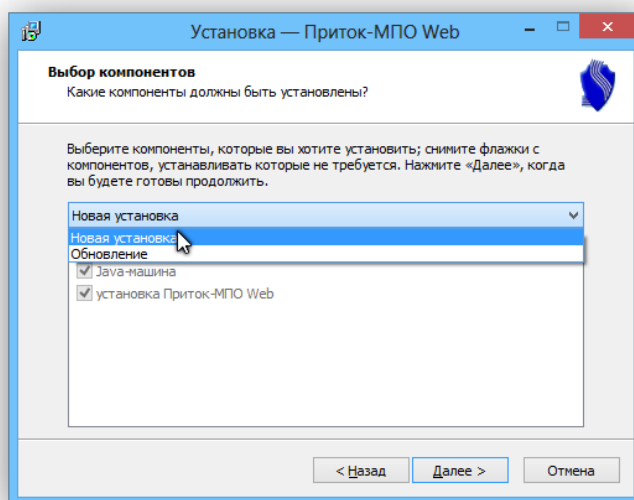 Установка — Приток-МПО Web
Выбор компонентов
Какие компоненты должны быть установлены?
Выберите компоненты, которые вы хотите установить; снимите флажки с
компонентов, устанавливать которые не требуется. Нажмите «Далее», когда
вы будете готовы продолжить.
Новая установка
Новая установка
Обновление
Java-машина
установка Приток-МПО Web
< Назад
Далее >
Отмена